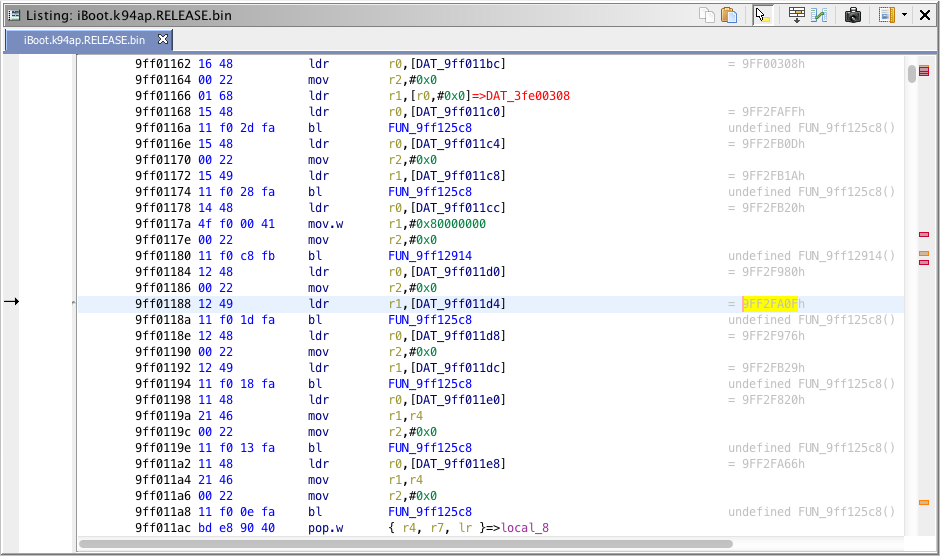 Listing: iBoot.k94ap.RELEASE.bin
iBoot.k94ap.RELEASE.bin
9ff01162 16 48 ldr r0,[DAT_9ff011bc] = 9FF00308h
9ff01164 00 22 mov r2,#0x0
9ff01166 01 68 ldr r1,[r0,#0x0]=>DAT_3fe00308
9ff01168 15 48 ldr r0,[DAT_9ff011c0] = 9FF2FAFFh
9ff0116a 11 f0 2d fa bl FUN_9ff125c8 undefined FUN_9ff125c8()
9ff0116e 15 48 ldr r0,[DAT_9ff011c4] = 9FF2FB0Dh
9ff01170 00 22 mov r2,#0x0
9ff01172 15 49 ldr r1,[DAT_9ff011c8] = 9FF2FB1Ah
9ff01174 11 f0 28 fa bl FUN_9ff125c8 undefined FUN_9ff125c8()
9ff01178 14 48 ldr r0,[DAT_9ff011cc] = 9FF2FB20h
9ff0117a 4f f0 00 41 mov.w r1,#0x80000000
9ff0117e 00 22 mov r2,#0x0
9ff01180 11 f0 c8 fb bl FUN_9ff12914 undefined FUN_9ff12914()
9ff01184 12 48 ldr r0,[DAT_9ff011d0] = 9FF2F980h
9ff01186 00 22 mov r2,#0x0
9ff01188 12 49 ldr r1,[DAT_9ff011d4] = 9FF2FA0Fh
9ff0118a 11 f0 1d fa bl FUN_9ff125c8 undefined FUN_9ff125c8()
9ff0118e 12 48 ldr r0,[DAT_9ff011d8] = 9FF2F976h
9ff01190 00 22 mov r2,#0x0
9ff01192 12 49 ldr r1,[DAT_9ff011dc] = 9FF2FB29h
9ff01194 11 f0 18 fa bl FUN_9ff125c8 undefined FUN_9ff125c8()
9ff01198 11 48 ldr r0,[DAT_9ff011e0] = 9FF2F820h
9ff0119a 21 46 mov r1,r4
9ff0119c 00 22 mov r2,#0x0
9ff0119e 11 f0 13 fa bl FUN_9ff125c8 undefined FUN_9ff125c8()
9ff011a2 11 48 ldr r0,[DAT_9ff011e8] = 9FF2FA66h
9ff011a4 21 46 mov r1,r4
9ff011a6 00 22 mov r2,#0x0
9ff011a8 11 f0 0e fa bl FUN_9ff125c8 undefined FUN_9ff125c8()
9ff011ac bd e8 90 40 pop.w { r4, r7, lr }=>local_8